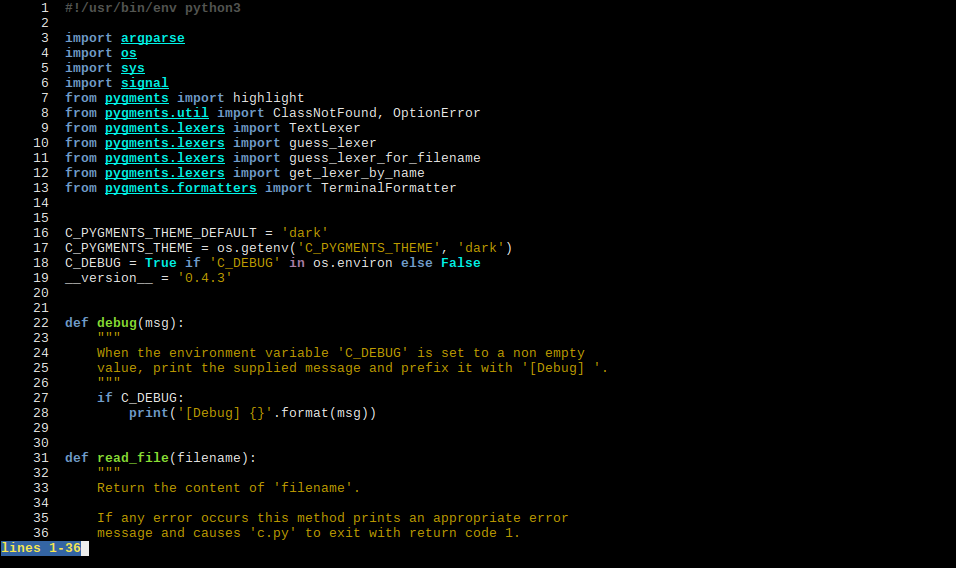 1 #!/usr/bin/env python3
2
3 import argparse
4 import os
5 import sys
6 import signal
7 from pygments import highlight
8 from pygments.util import ClassNotFound, OptionError
9 from pygments.lexers import TextLexer
10 from pygments.lexers import guess_lexer
11 from pygments.lexers import guess_lexer_for_filename
12 from pygments.lexers import get_lexer_by_name
13 from pygments.formatters import TerminalFormatter
14
15
16 C_PYGMENTS_THEME_DEFAULT = 'dark'
17 C_PYGMENTS_THEME = os.getenv('C_PYGMENTS_THEME', 'dark')
18 C_DEBUG = True if 'C_DEBUG' in os.environ else False
19 __version__ = '0.4.3'
20
21
22 def debug(msg):
23     """
24     When the environment variable 'C_DEBUG' is set to a non empty
25     value, print the supplied message and prefix it with '[Debug] '.
26     """
27     if C_DEBUG:
28         print('[Debug] {}'.format(msg))
29
30
31 def read_file(filename):
32     """
33     Return the content of 'filename'.
34
35     If any error occurs this method prints an appropriate error
36     message and causes 'c.py' to exit with return code 1.
lines 1-36